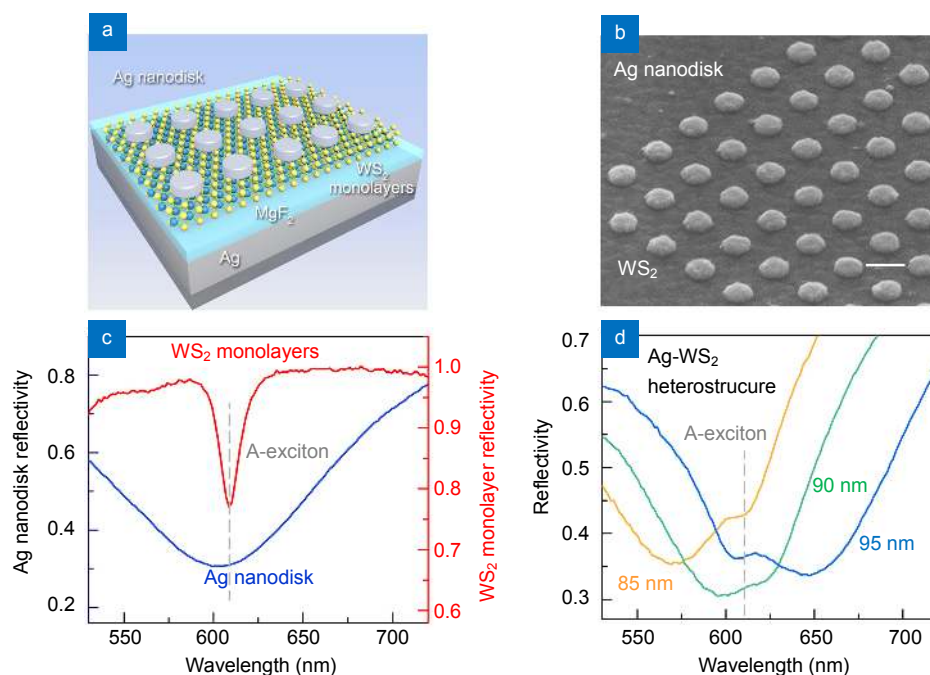 a
Ag nanodisk
WS2
monolayers
MgF2
Ag
b
Ag nanodisk
WS2
c
WS2 monolayers
A-exciton
Ag nanodisk
Ag nanodisk reflectivity
0.8
0.6
0.4
0.2
WS2 monolayer reflectivity
1.0
0.9
0.8
0.7
0.6
550
600
650
700
Wavelength (nm)
d
Ag-WS2
heterostrucure
A-exciton
90 nm
95 nm
85 nm
Reflectivity
0.7
0.6
0.5
0.4
0.3
550
600
650
700
Wavelength (nm)